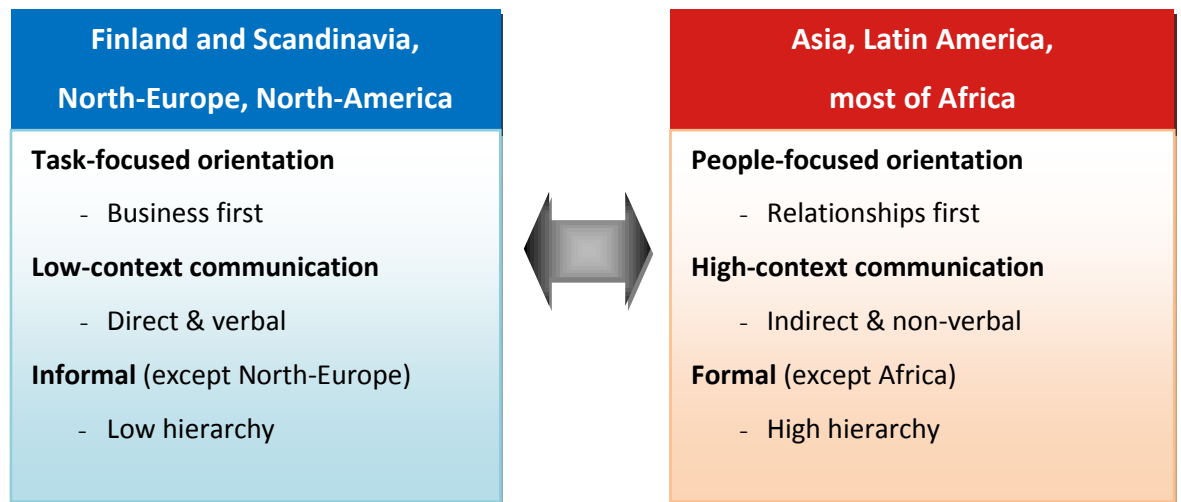 Finland and Scandinavia,
North-Europe, North-America
Task-focused orientation
- Business first
Low-context communication
- Direct & verbal
Informal (except North-Europe)
- Low hierarchy
Asia, Latin America,
most of Africa
People-focused orientation
- Relationships first
High-context communication
- Indirect & non-verbal
Formal (except Africa)
- High hierarchy